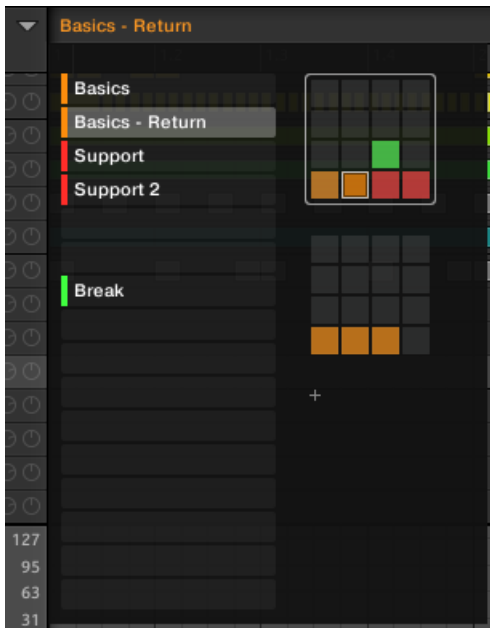 Basics - Return
Basics
Basics - Return
Support
Support 2
Break
127
95
63
31